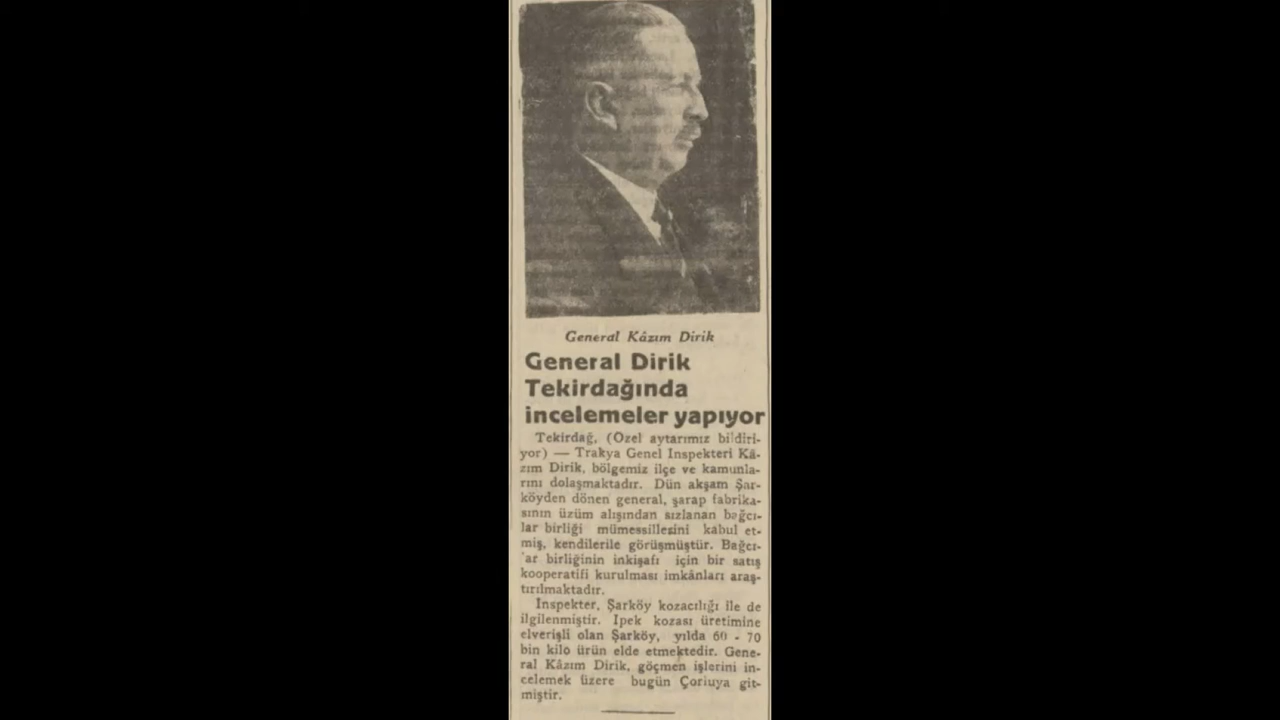 General Kâzım Dirik
General Dirik
Tekirdağında
incelemeler yapıyor
Tekirdağ, (Özel aytarımız bildiri-
yor) — Trakya Genel Inspekteri Kâ-
zım Dirik, bölgemiz ilçe ve kamunla-
rını dolaşmaktadır. Dün akşam Şar-
köyden dönen general, şarap fabrika-
sının üzüm alışından sızlanan bağcı-
lar birliği mümessillesini kabul et-
miş, kendilerile görüşmüştür. Bağcı-
'ar birliğinin inkişafı için bir satış
kooperatifi kurulması imkânları araş-
tırılmaktadır.
İnspekter, Şarköy kozacılığı ile de
ilgilenmiştir. Ipek kozası üretimine
elverişli olan Şarköy, yılda 60 - 70
bin kilo ürün elde etmektedir. Gene-
ral Kâzım Dirik, göçmen işlerini in-
celemek üzere bugün Çorluya git-
miştir.